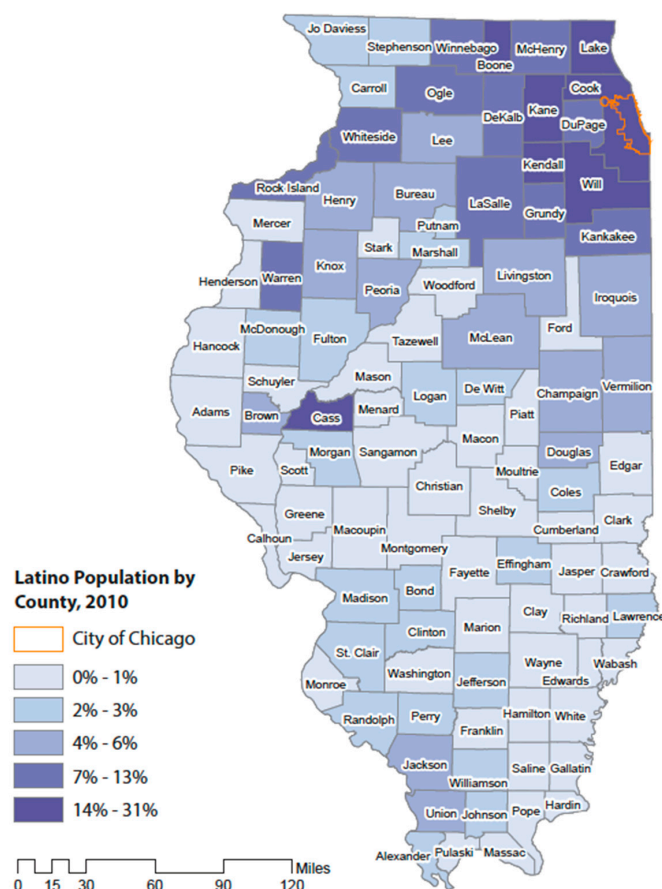 Jo Daviess
Stephenson
Winnebago
Boone
McHenry
Lake
Carroll
Ogle
DeKalb
Kane
Cook
DuPage
Whiteside
Lee
Kendall
Will
Rock Island
Henry
Bureau
LaSalle
Grundy
Kankakee
Mercer
Putnam
Stark
Marshall
Henderson
Warren
Knox
Peoria
Woodford
Livingston
Iroquois
Ford
McDonough
Fulton
Tazewell
McLean
Hancock
Schuyler
Mason
Logan
De Witt
Champaign
Vermilion
Adams
Brown
Cass
Menard
Piatt
Macon
Douglas
Morgan
Sangamon
Moultrie
Edgar
Pike
Scott
Christian
Coles
Greene
Shelby
Clark
Calhoun
Macoupin
Cumberland
Jersey
Montgomery
Effingham
Jasper
Crawford
Fayette
Madison
Bond
Clay
Richland
Lawrence
Clinton
Marion
St. Clair
Wayne
Wabash
Monroe
Washington
Jefferson
Edwards
Randolph
Perry
Franklin
Hamilton
White
Jackson
Williamson
Saline
Gallatin
Union
Johnson
Pope
Hardin
Alexander
Pulaski
Massac
Latino Population by
County, 2010
City of Chicago
0% - 1%
2% - 3%
4% - 6%
7% - 13%
14% - 31%
Miles
0 15 30 60 90 120